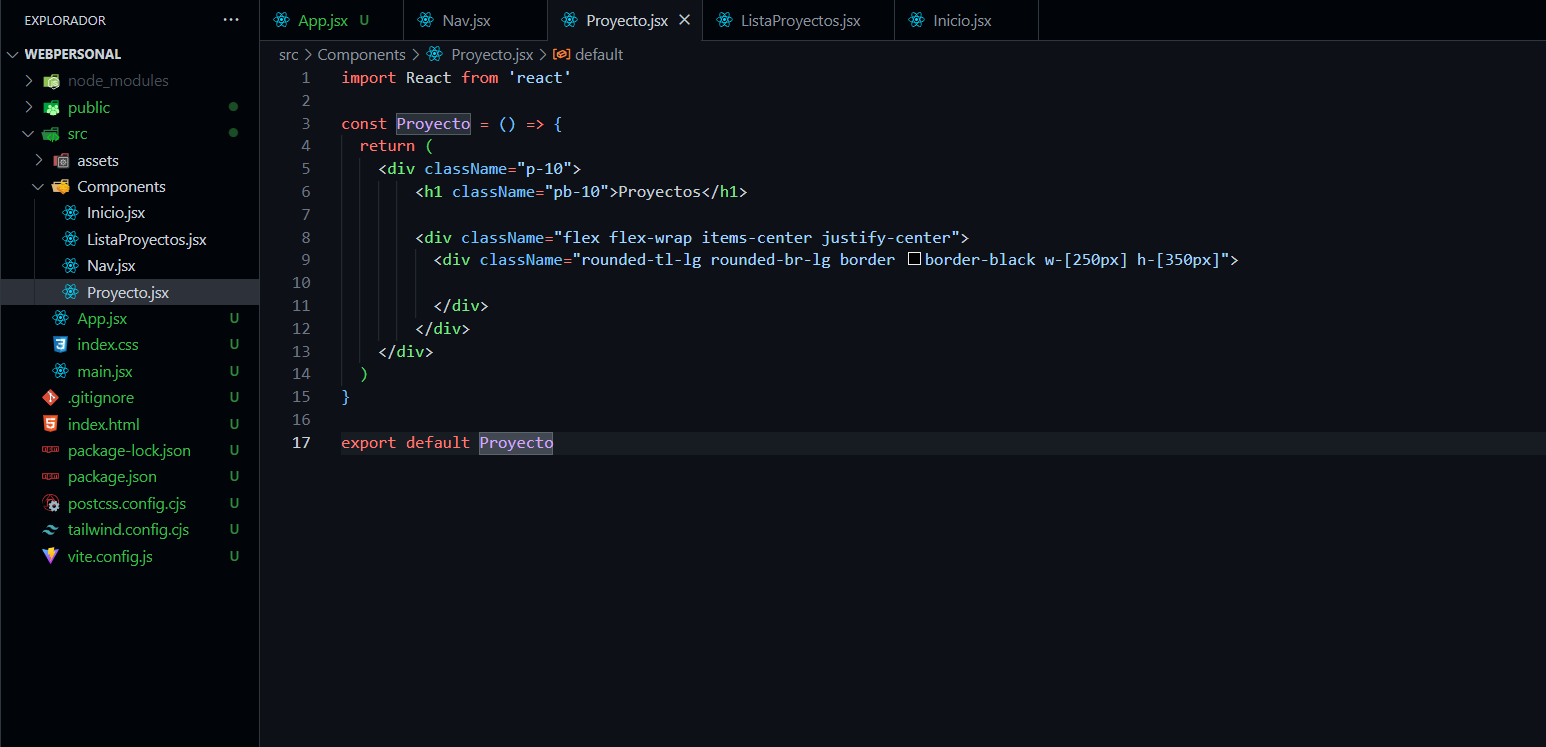 EXPLORADOR
WEBPERSONAL
node_modules
public
src
assets
Components
Inicio.jsx
ListaProyectos.jsx
Nav.jsx
Proyecto.jsx
App.jsx U
index.css U
main.jsx U
.gitignore U
index.html U
package-lock.json U
package.json U
postcss.config.cjs U
tailwind.config.cjs U
vite.config.js U
App.jsx U Nav.jsx Proyecto.jsx ListaProyectos.jsx Inicio.jsx
src > Components > Proyecto.jsx > default
1 import React from 'react'
2
3 const Proyecto = () => {
4 return (
5 <div className="p-10">
6 <h1 className="pb-10">Proyectos</h1>
7
8 <div className="flex flex-wrap items-center justify-center">
9 <div className="rounded-tl-lg rounded-br-lg border border-black w-[250px] h-[350px]">
10
11 </div>
12 </div>
13 </div>
14 )
15 }
16
17 export default Proyecto